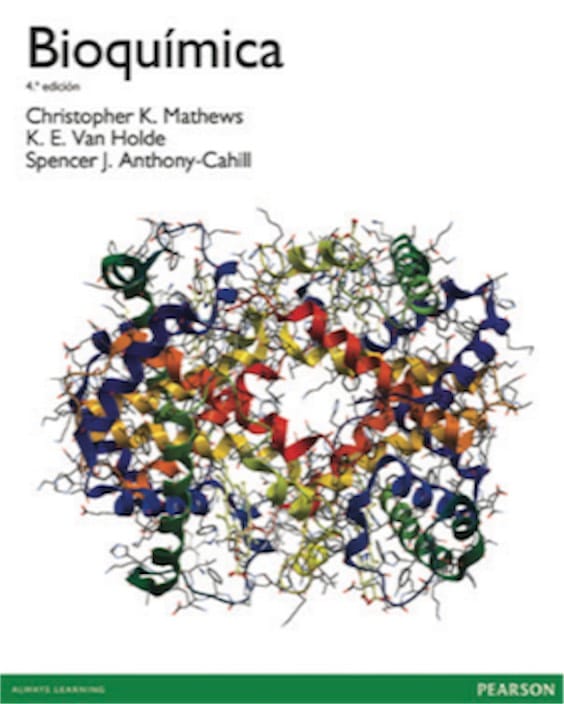 Bioquímica
4.ª edición
Christopher K. Mathews
K. E. Van Holde
Spencer J. Anthony-Cahill
ALWAYS LEARNING
PEARSON